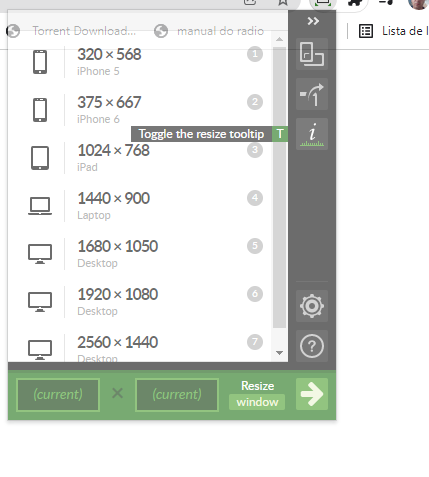 Torrent Download...
manual do radio
Lista de l
320 × 568
1
iPhone 5
375 × 667
2
iPhone 6
Toggle the resize tooltip T
1024 × 768
3
iPad
1440 × 900
4
Laptop
1680 × 1050
5
Desktop
1920 × 1080
6
Desktop
2560 × 1440
7
Desktop
(current) × (current)
Resize
window